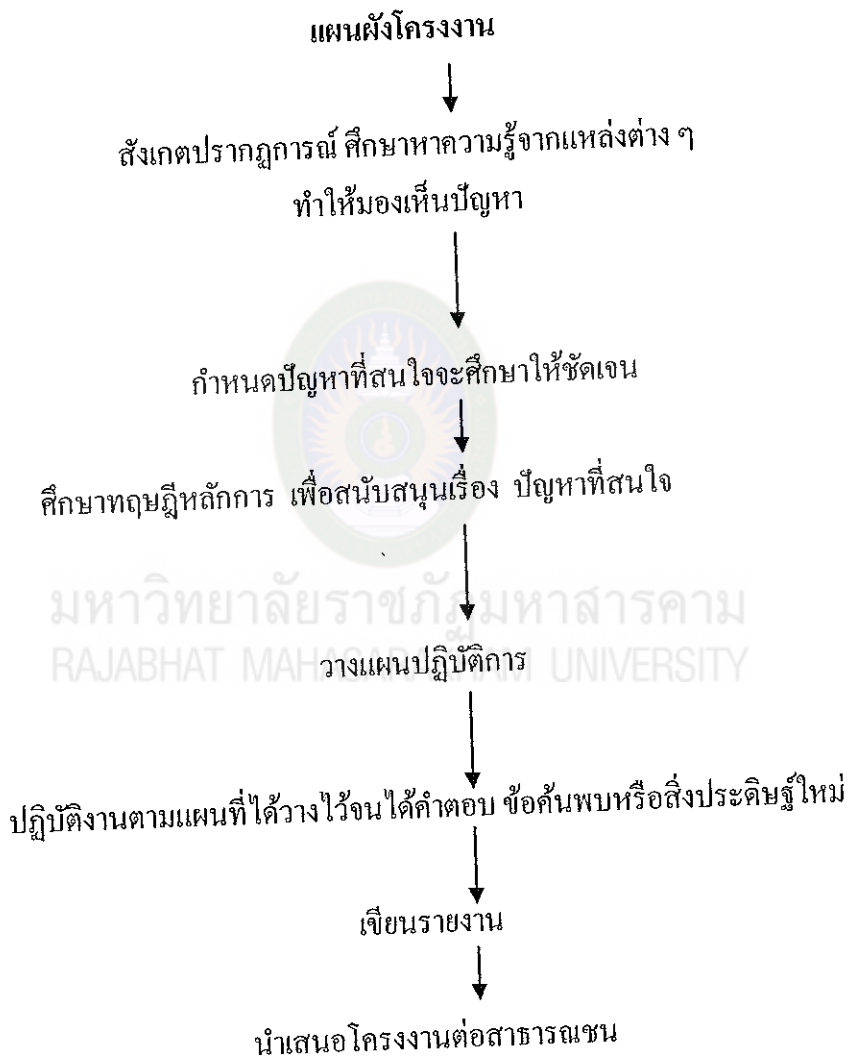 แผนผังโครงงาน
สังเกตปรากฏการณ์ ศึกษาหาความรู้จากแหล่งต่าง ๆ
ทำให้มองเห็นปัญหา
กำหนดปัญหาที่สนใจจะศึกษาให้ชัดเจน
ศึกษาทฤษฎีหลักการ เพื่อสนับสนุนเรื่อง ปัญหาที่สนใจ
มหาวิทยาลัยราชภัฏมหาสารคาม
RAJABHAT MAHASARAKHAM UNIVERSITY
วางแผนปฏิบัติการ
ปฏิบัติงานตามแผนที่ได้วางไว้จนได้คำตอบ ข้อค้นพบหรือสิ่งประดิษฐ์ใหม่
เขียนรายงาน
นำเสนอโครงงานต่อสาธารณชน